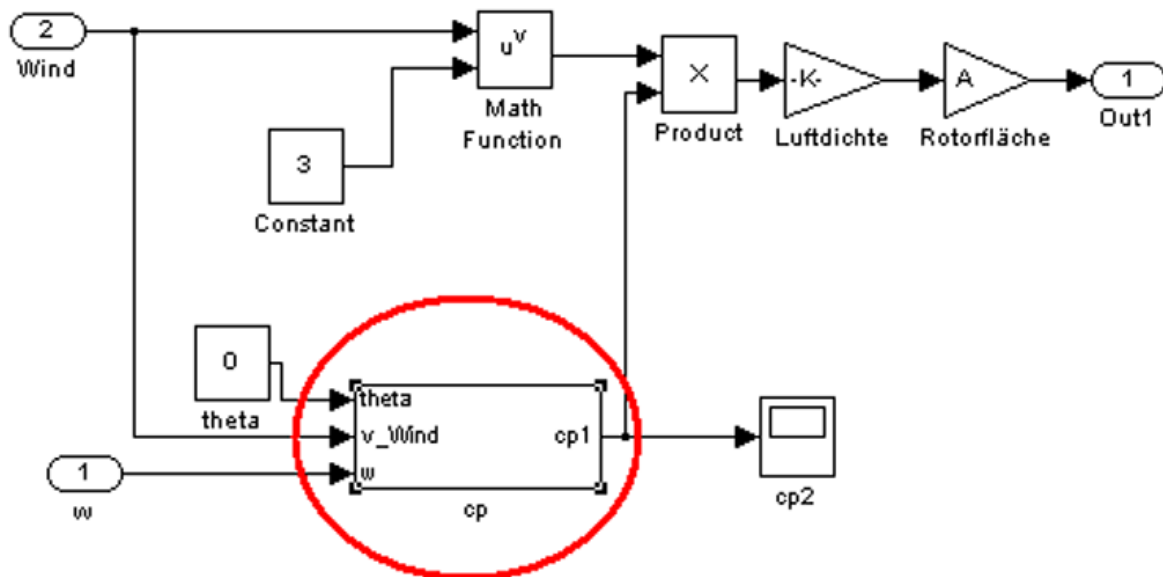 2
Wind
u^v
Math
Function
3
Constant
×
Product
-K-
Luftdichte
A
Rotorfläche
1
Out1
0
theta
theta
v_Wind
w
cp1
cp
1
w
cp2